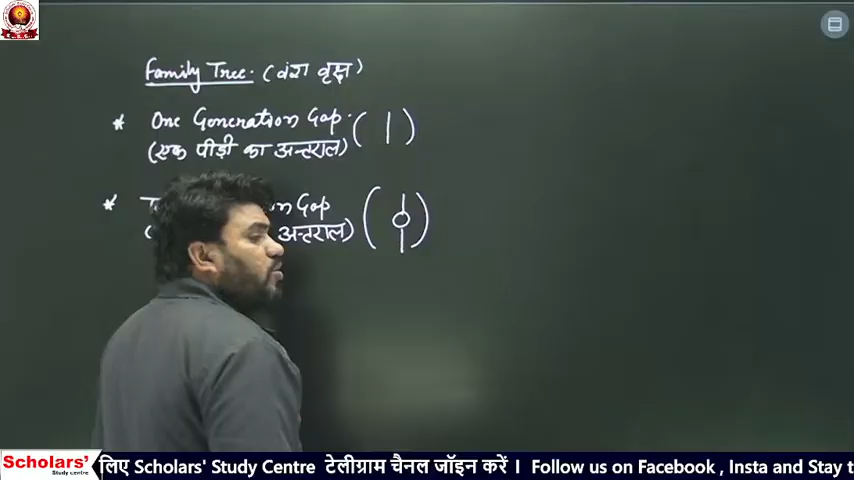 Family Tree. (वंश वृक्ष)
* One Generation Gap. ( | )
(एक पीढ़ी का अन्तराल)
* Gap
अन्तराल)
Scholars'
Study centre
लिए Scholars' Study Centre टेलीग्राम चैनल जॉइन करें । Follow us on Facebook , Insta and Stay t